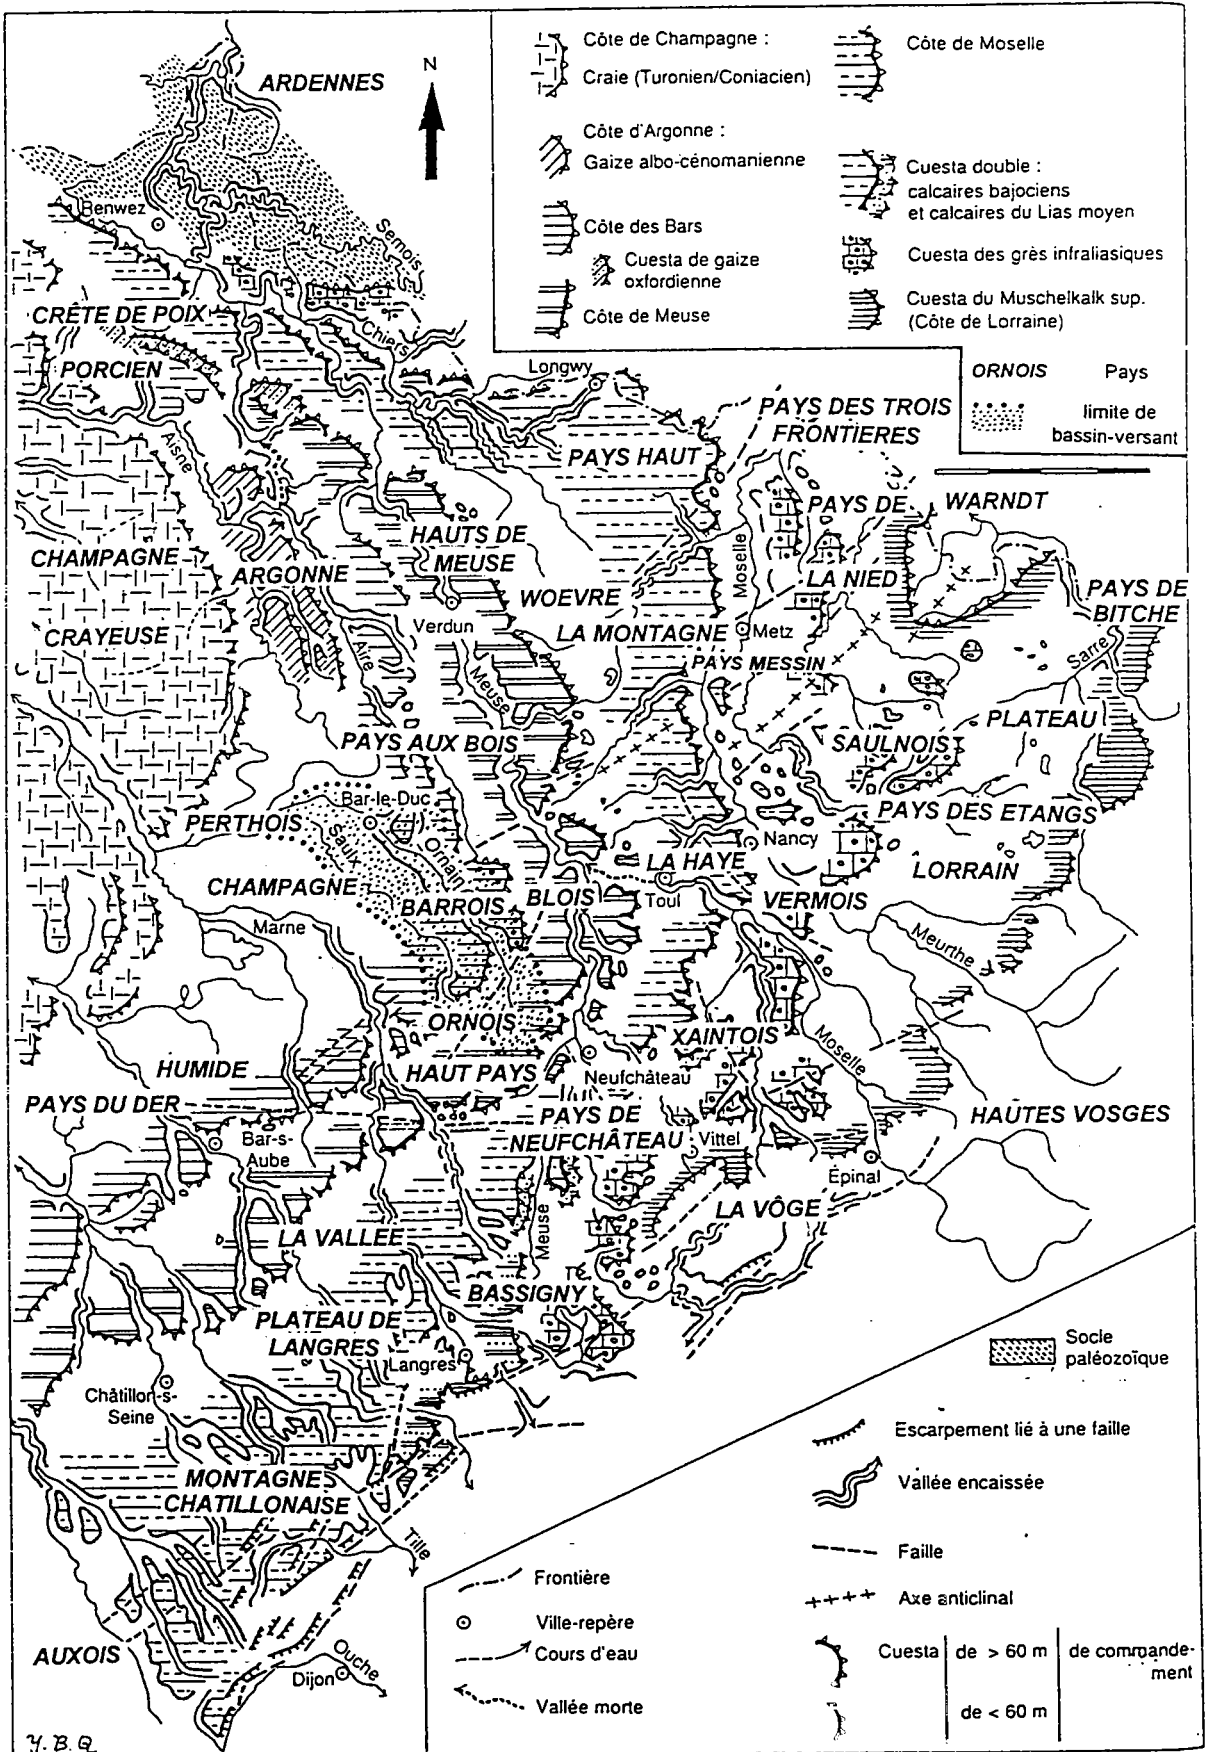 ARDENNES
N
Renwez
Semois
CRÊTE DE POIX
Chiers
PORCIEN
Longwy
Aisne
PAYS DES TROIS
FRONTIERES
PAYS HAUT
PAYS DE
LA NIED
WARNDT
CHAMPAGNE
CRAYEUSE
HAUTS DE
MEUSE
ARGONNE
WOEVRE
Moselle
PAYS DE
BITCHE
Verdun
LA MONTAGNE
Metz
Aire
Meuse
PAYS MESSIN
Sarre
PLATEAU
PAYS AUX BOIS
SAULNOIS
Bar-le-Duc
PERTHOIS
Saulx
Ornain
PAYS DES ETANGS
Nancy
LA HAYE
LORRAIN
CHAMPAGNE
BARROIS
BLOIS
Toul
VERMOIS
Marne
Meurthe
ORNOIS
XAINTOIS
Moselle
HUMIDE
HAUT PAYS
Neufchâteau
PAYS DU DER
PAYS DE
NEUFCHÂTEAU
Vittel
HAUTES VOSGES
Bar-s-
Aube
Épinal
LA VALLEE
Meuse
LA VÔGE
BASSIGNY
PLATEAU DE
LANGRES
Langres
Châtillon-s-
Seine
MONTAGNE
CHATILLONAISE
Tille
AUXOIS
Ouche
Dijon
Y.B.Q
Côte de Champagne :
Craie (Turonien/Coniacien)
Côte d'Argonne :
Gaize albo-cénomanienne
Côte des Bars
Cuesta de gaize
oxfordienne
Côte de Meuse
Côte de Moselle
Cuesta double :
calcaires bajociens
et calcaires du Lias moyen
Cuesta des grès infraliasiques
Cuesta du Muschelkalk sup.
(Côte de Lorraine)
ORNOIS Pays
limite de
bassin-versant
Socle
paléozoïque
Escarpement lié à une faille
Vallée encaissée
Faille
Axe anticlinal
Frontière
Ville-repère
Cours d'eau
Vallée morte
Cuesta de > 60 m de commande-
ment
de < 60 m